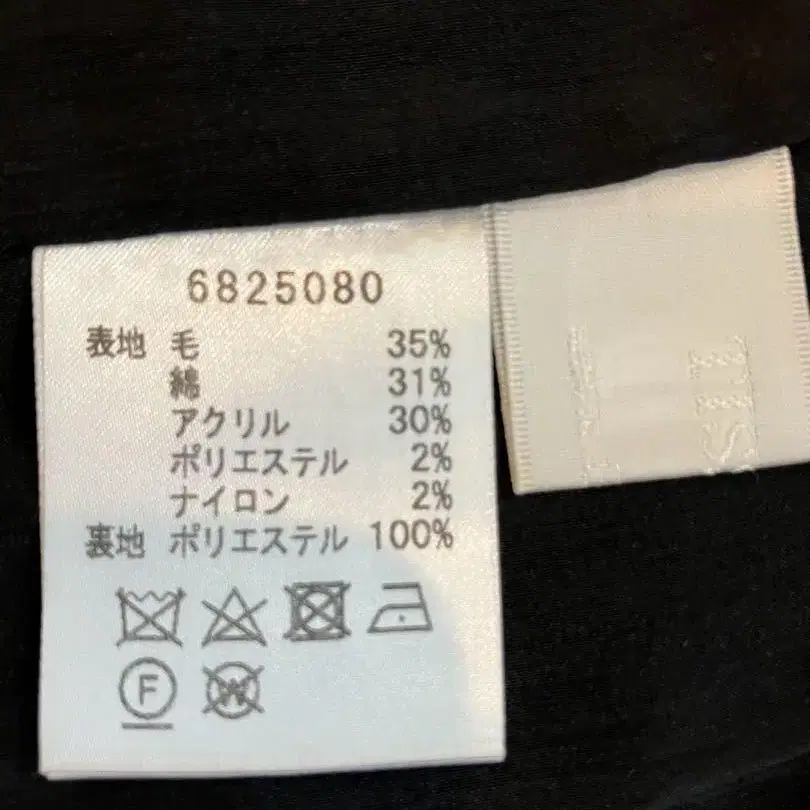 6825080
表地 毛 35%
綿 31%
アクリル 30%
ポリエステル 2%
ナイロン 2%
裏地 ポリエステル 100%
F
W